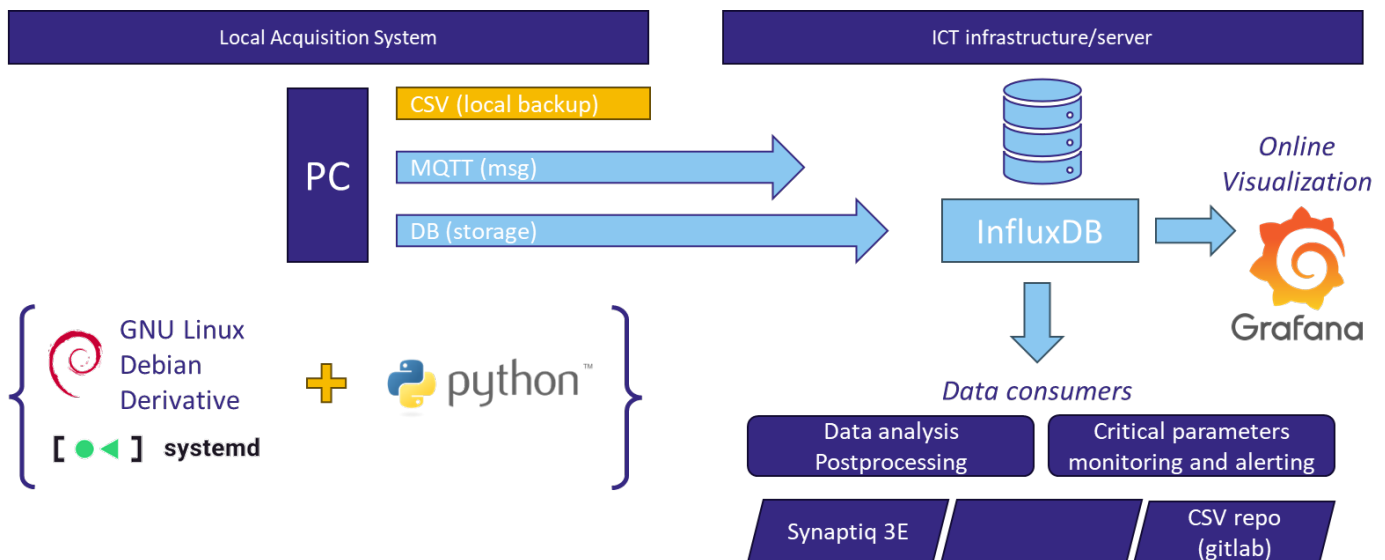 Local Acquisition System
ICT infrastructure/server
PC
CSV (local backup)
MQTT (msg)
DB (storage)
InfluxDB
Online
Visualization
Grafana
GNU Linux
Debian
Derivative
[ ] systemd
python™
Data consumers
Data analysis
Postprocessing
Critical parameters
monitoring and alerting
Synaptiq 3E
CSV repo
(gitlab)